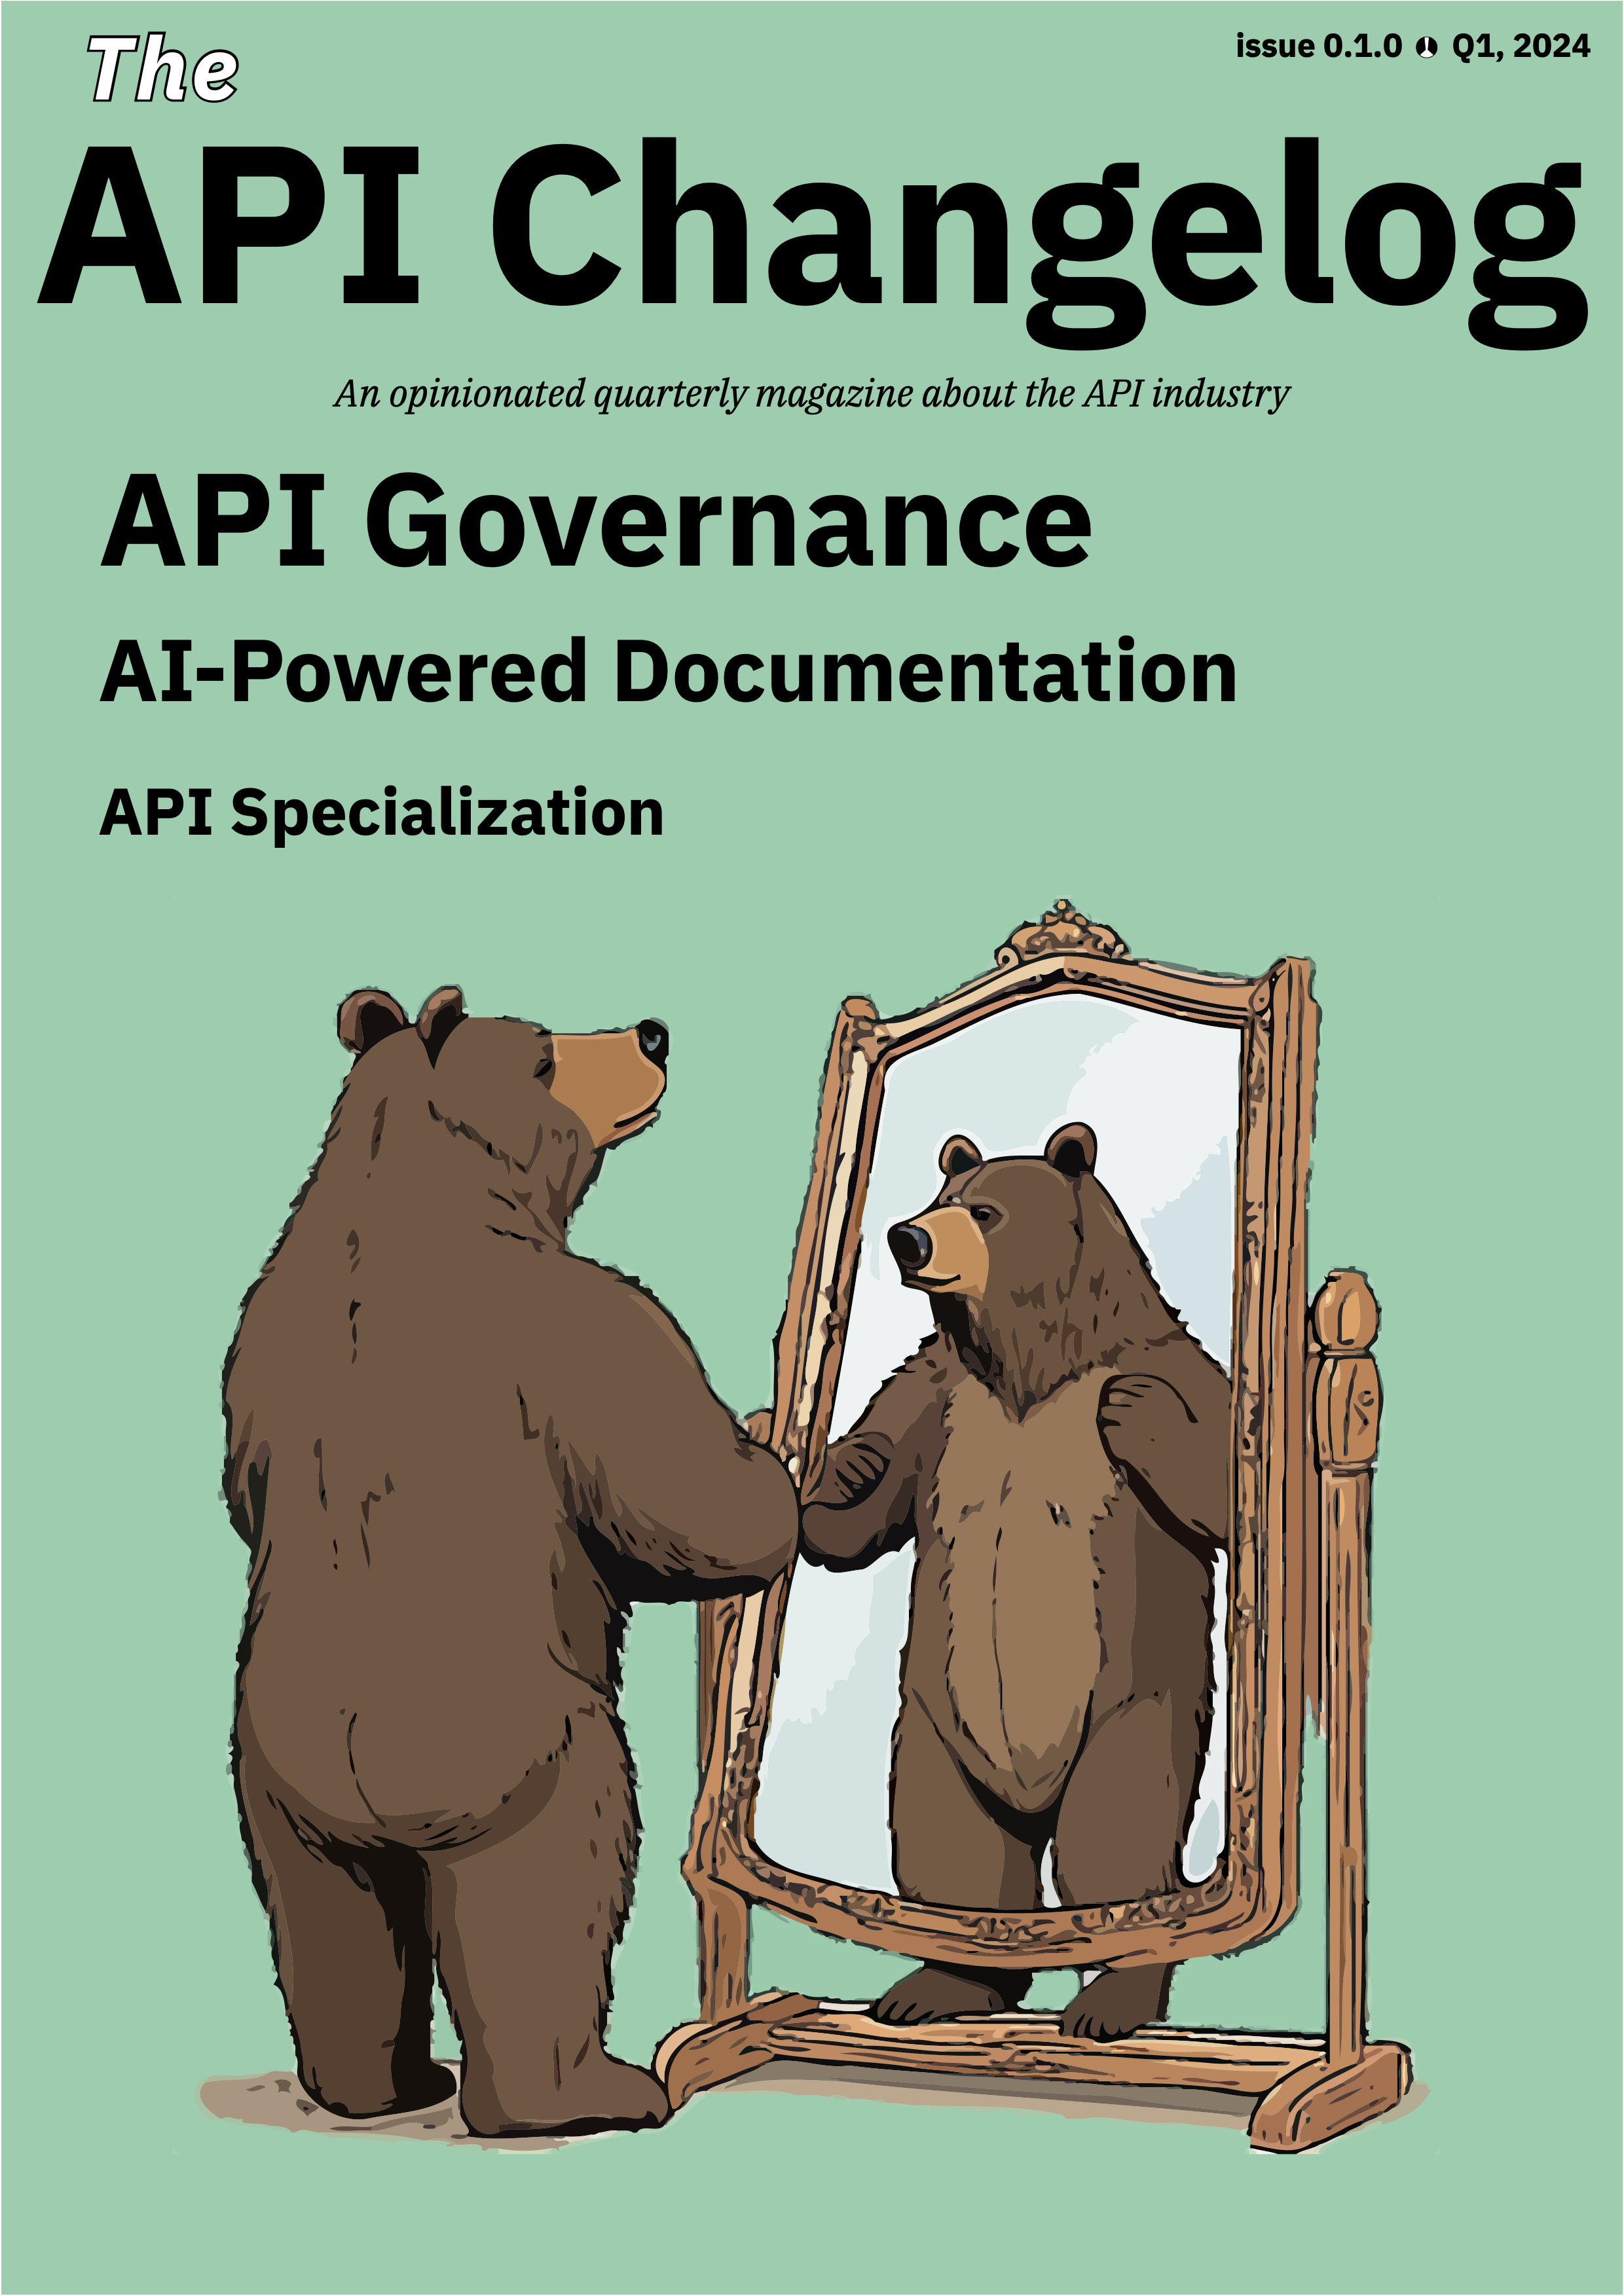 The
issue 0.1.0 Q1, 2024
API Changelog
An opinionated quarterly magazine about the API industry
API Governance
AI-Powered Documentation
API Specialization